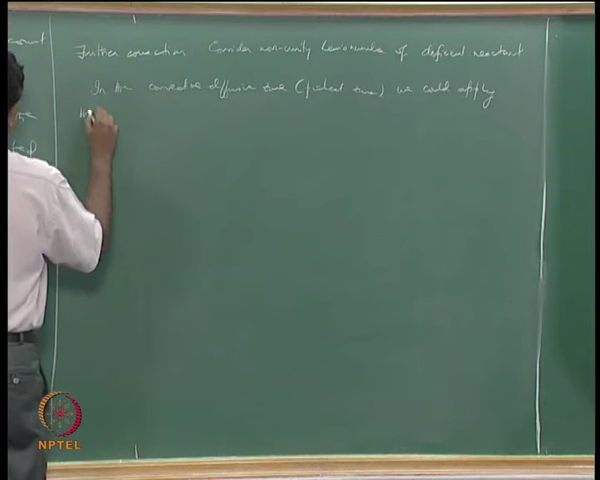 Further correction. Consider non-unity Lewis number of deficient reactant
In the convective diffusive zone (preheat zone) we could apply
NPTEL